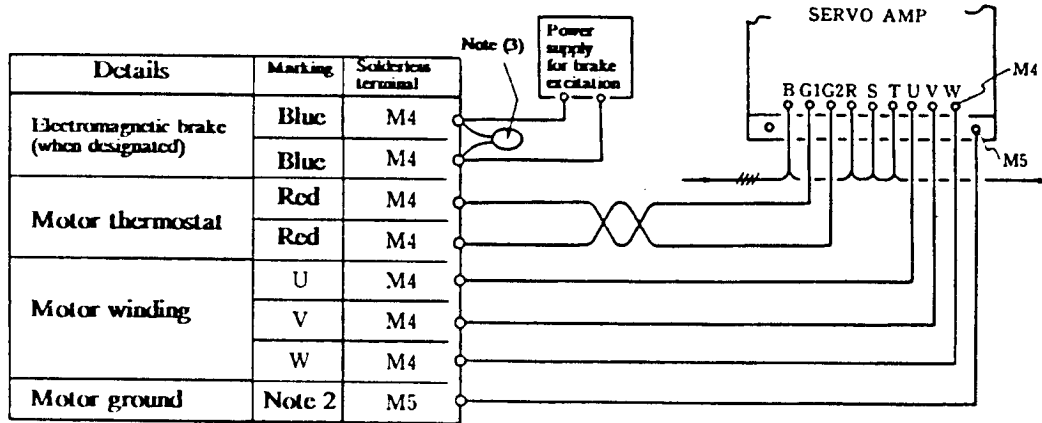 SERVO AMP
M4
B G1G2R S T U V W
M5
Note (3)
Power
supply
for brake
excitation
Details Marking Solderless
terminal
Electromagnetic brake
(when designated)
Blue M4
Blue M4
Motor thermostat
Red M4
Red M4
Motor winding
U M4
V M4
W M4
Motor ground Note 2 M5